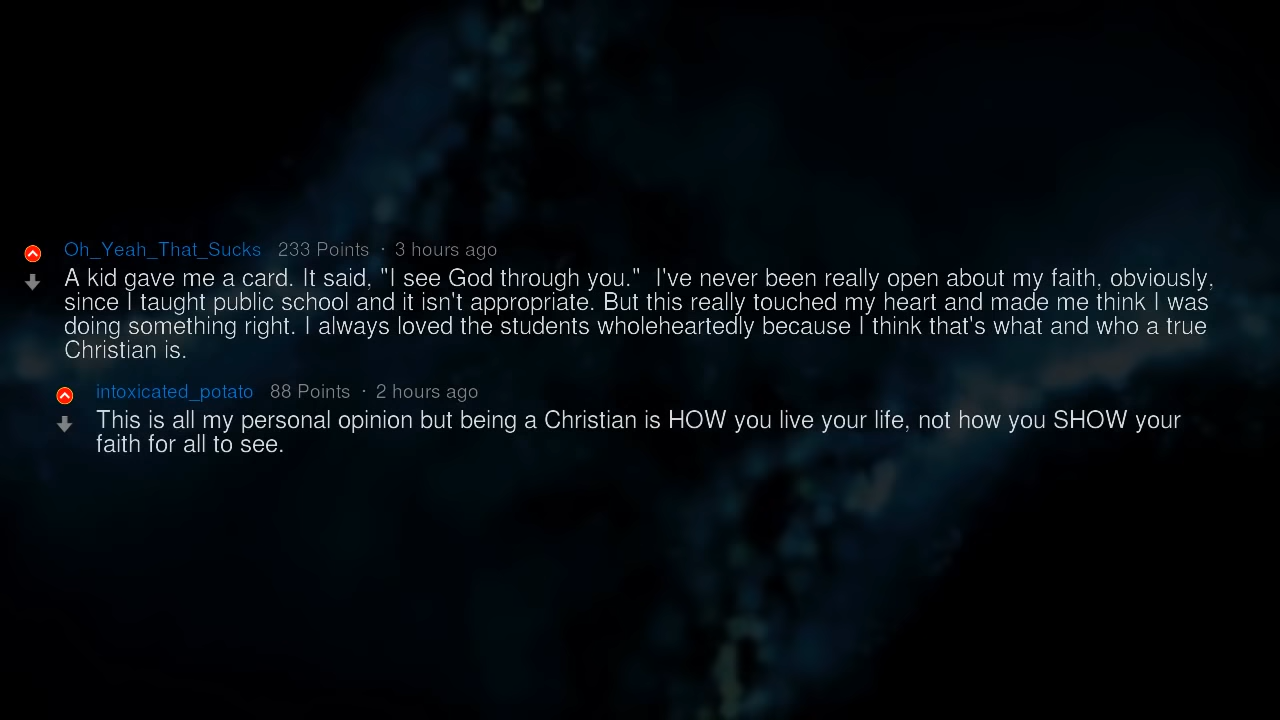 Oh_Yeah_That_Sucks 233 Points · 3 hours ago
A kid gave me a card. It said, "I see God through you."  I've never been really open about my faith, obviously,
since I taught public school and it isn't appropriate. But this really touched my heart and made me think I was
doing something right. I always loved the students wholeheartedly because I think that's what and who a true
Christian is.
intoxicated_potato 88 Points · 2 hours ago
This is all my personal opinion but being a Christian is HOW you live your life, not how you SHOW your
faith for all to see.